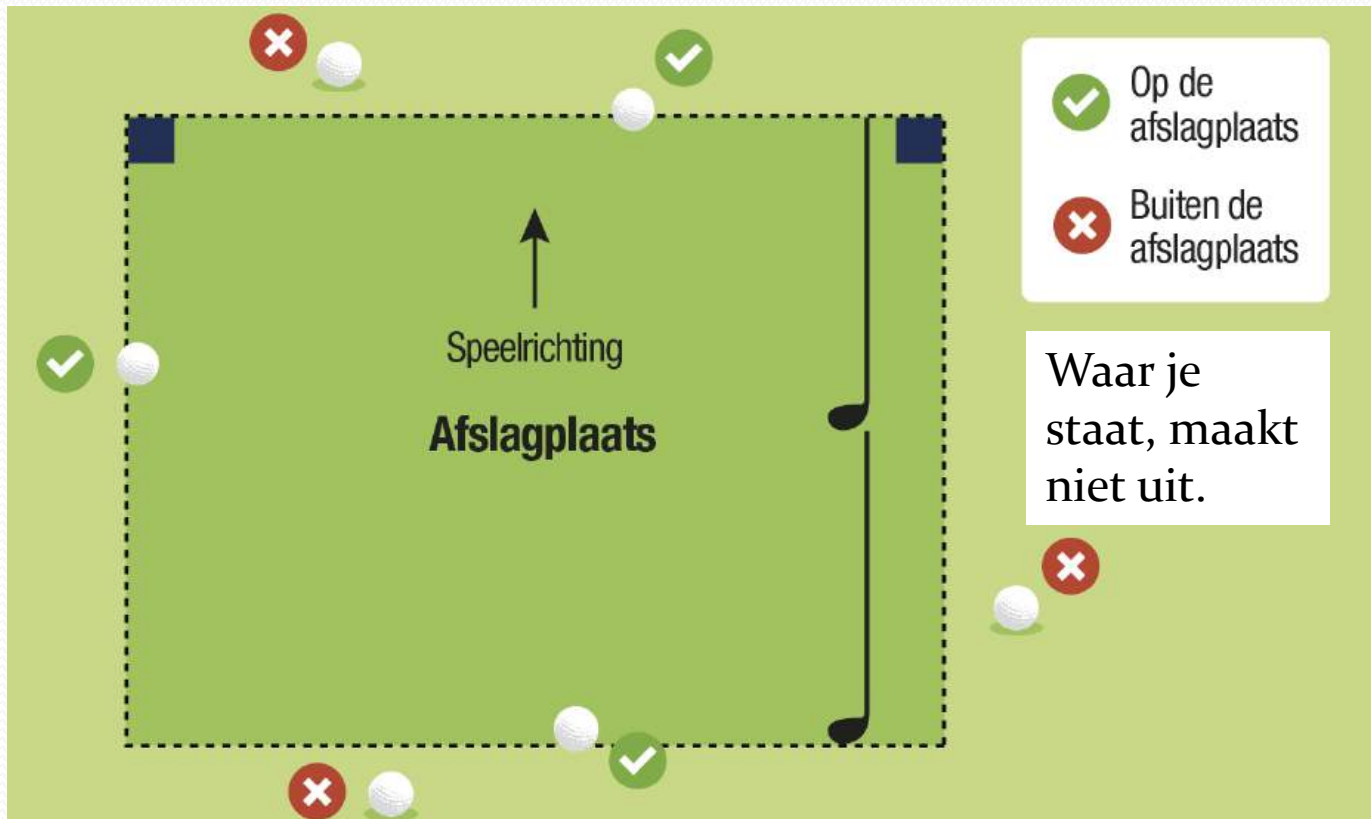 Op de
afslagplaats
Buiten de
afslagplaats
Speelrichting
Afslagplaats
Waar je
staat, maakt
niet uit.